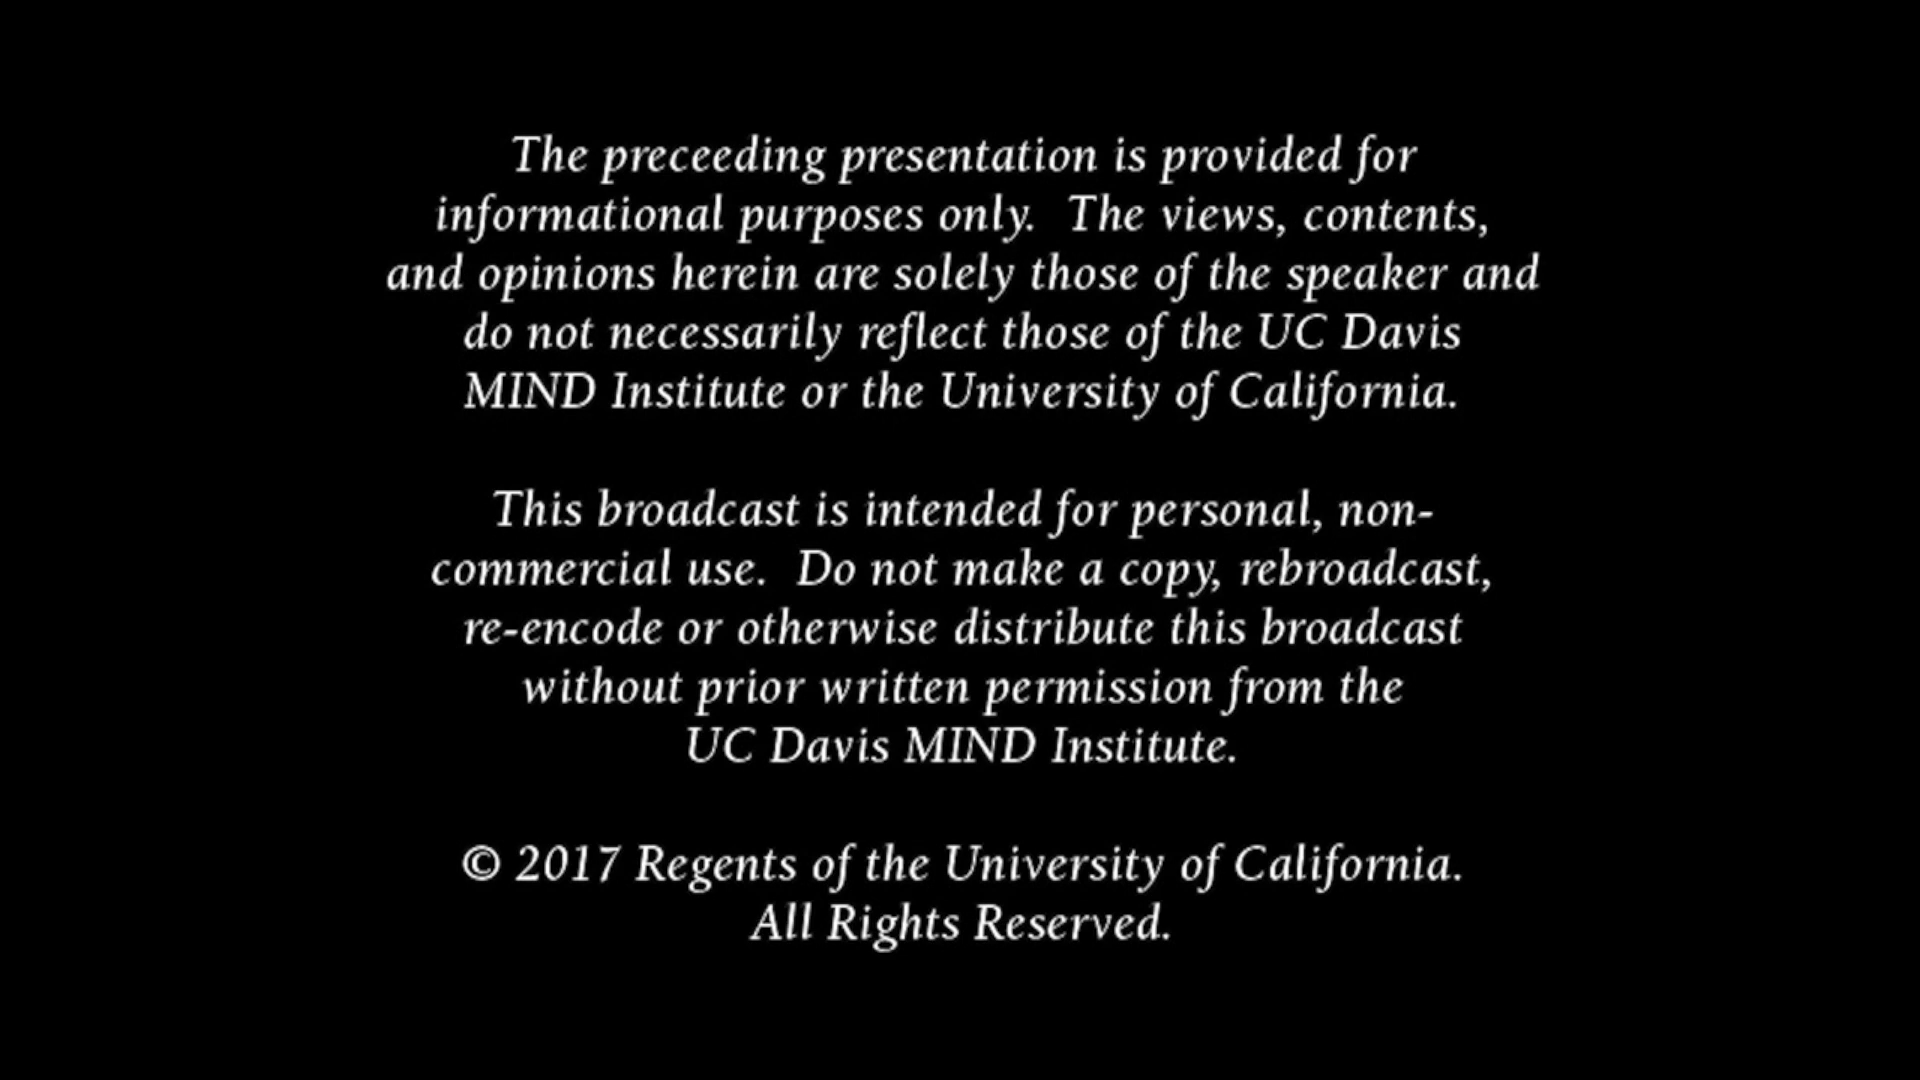 The preceeding presentation is provided for
informational purposes only.  The views, contents,
and opinions herein are solely those of the speaker and
do not necessarily reflect those of the UC Davis
MIND Institute or the University of California.
This broadcast is intended for personal, non-
commercial use.  Do not make a copy, rebroadcast,
re-encode or otherwise distribute this broadcast
without prior written permission from the
UC Davis MIND Institute.
© 2017 Regents of the University of California.
All Rights Reserved.